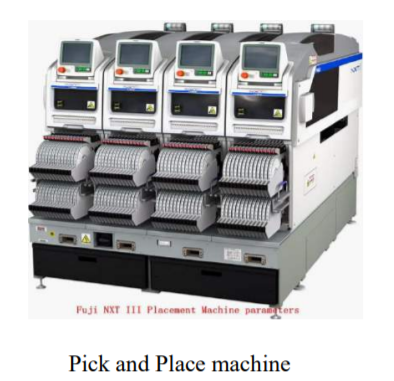 Fuji NXT III Placement Machine parameters
Pick and Place machine